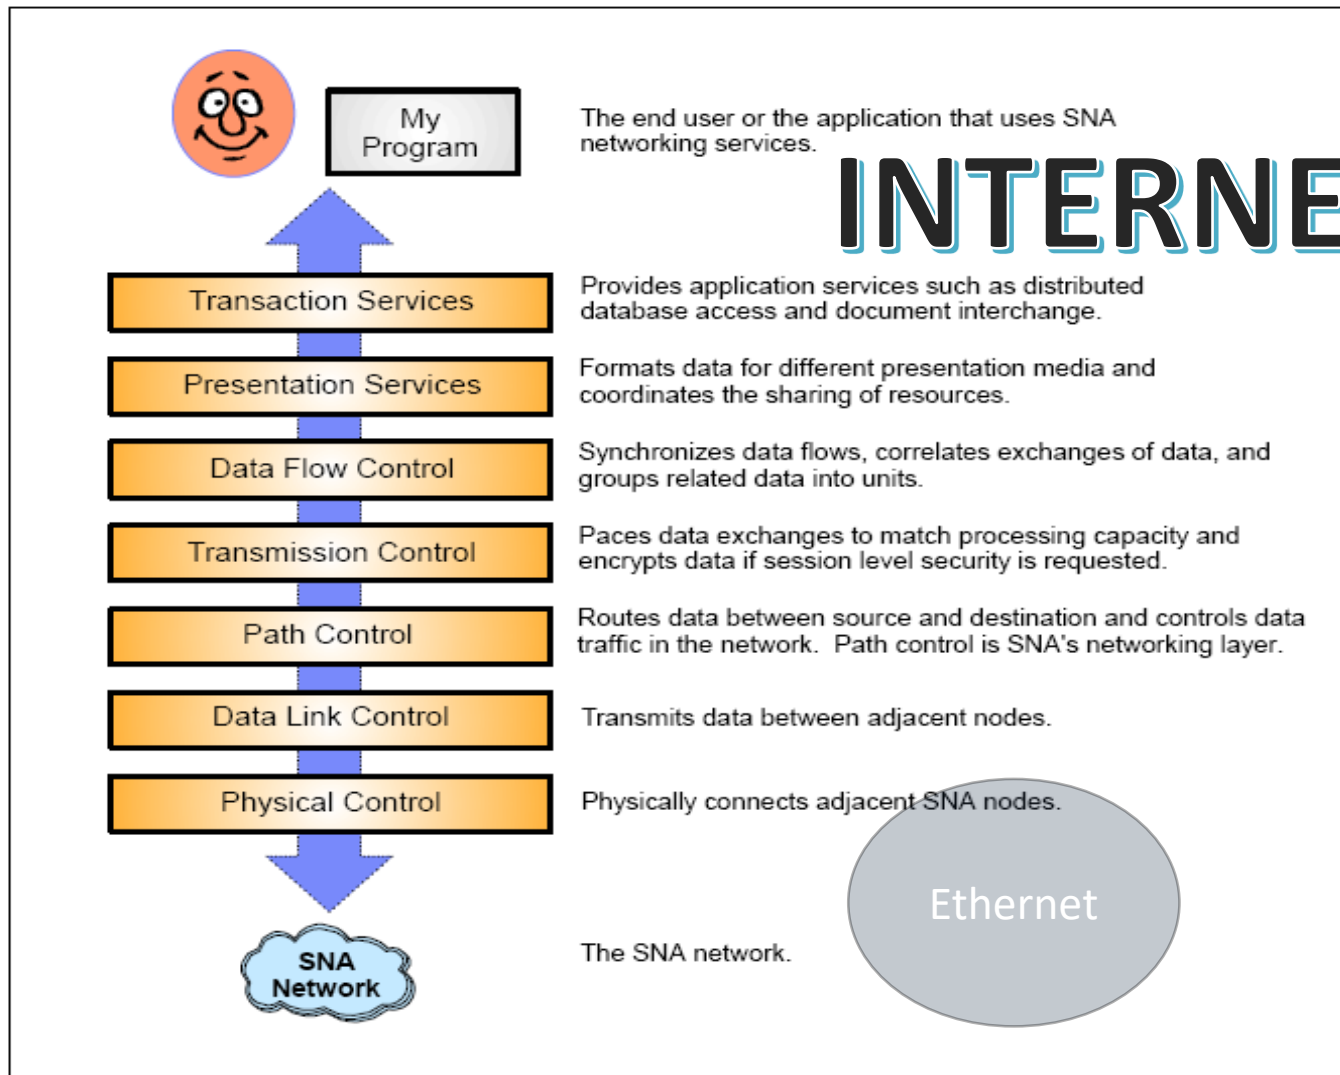 My
Program
The end user or the application that uses SNA
networking services.
INTERNE
Transaction Services
Provides application services such as distributed
database access and document interchange.
Presentation Services
Formats data for different presentation media and
coordinates the sharing of resources.
Data Flow Control
Synchronizes data flows, correlates exchanges of data, and
groups related data into units.
Transmission Control
Paces data exchanges to match processing capacity and
encrypts data if session level security is requested.
Path Control
Routes data between source and destination and controls data
traffic in the network.  Path control is SNA's networking layer.
Data Link Control
Transmits data between adjacent nodes.
Physical Control
Physically connects adjacent SNA nodes.
Ethernet
SNA
Network
The SNA network.